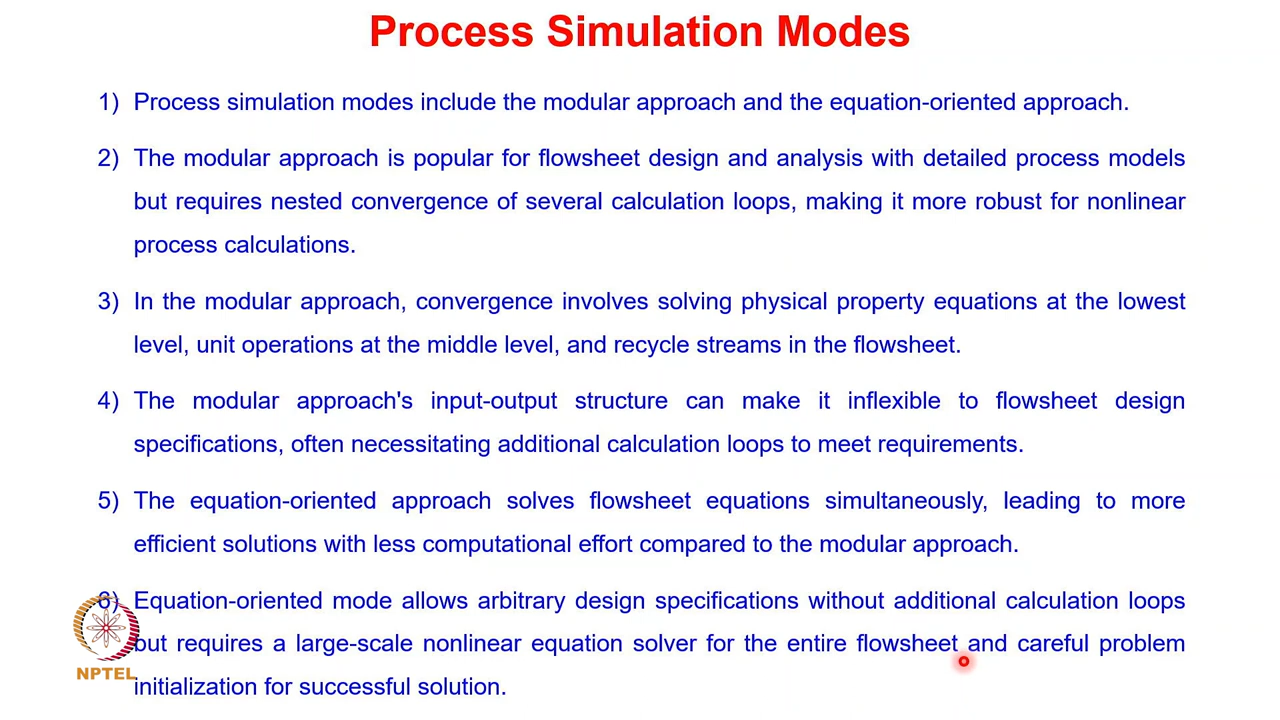 Process Simulation Modes
1) Process simulation modes include the modular approach and the equation-oriented approach.
2) The modular approach is popular for flowsheet design and analysis with detailed process models
but requires nested convergence of several calculation loops, making it more robust for nonlinear
process calculations.
3) In the modular approach, convergence involves solving physical property equations at the lowest
level, unit operations at the middle level, and recycle streams in the flowsheet.
4) The modular approach's input-output structure can make it inflexible to flowsheet design
specifications, often necessitating additional calculation loops to meet requirements.
5) The equation-oriented approach solves flowsheet equations simultaneously, leading to more
efficient solutions with less computational effort compared to the modular approach.
6) Equation-oriented mode allows arbitrary design specifications without additional calculation loops
but requires a large-scale nonlinear equation solver for the entire flowsheet and careful problem
initialization for successful solution.
NPTEL